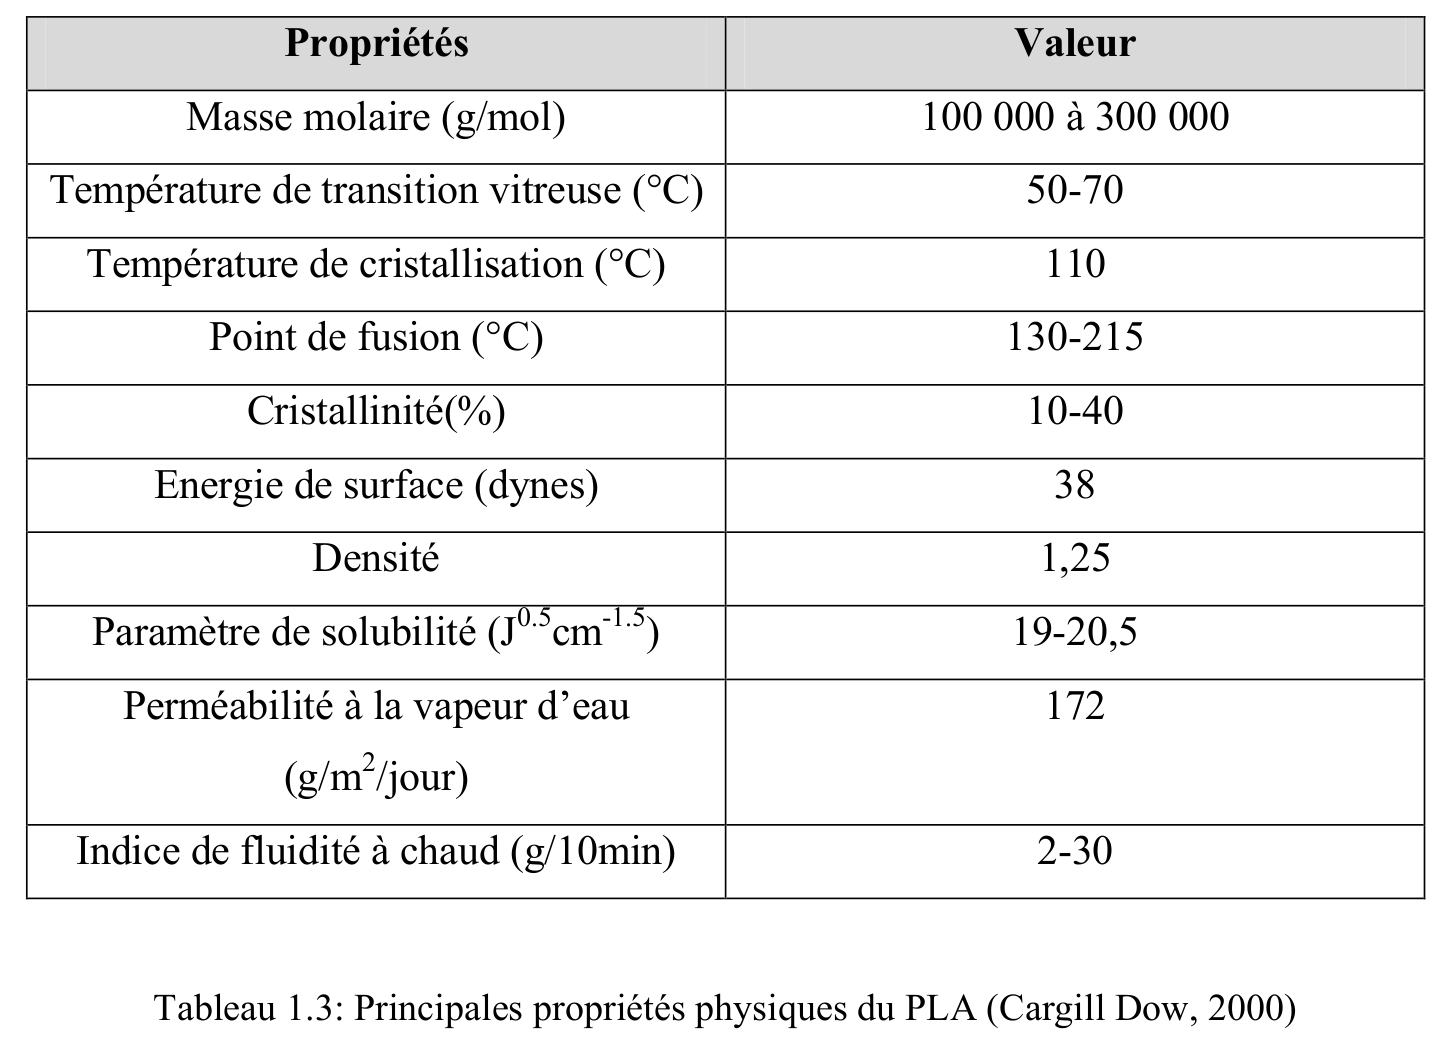 Propriétés Valeur
Masse molaire (g/mol) 100 000 à 300 000
Température de transition vitreuse (°C) 50-70
Température de cristallisation (°C) 110
Point de fusion (°C) 130-215
Cristallinité(%) 10-40
Energie de surface (dynes) 38
Densité 1,25
Paramètre de solubilité (J^0.5cm^-1.5) 19-20,5
Perméabilité à la vapeur d’eau 172
(g/m²/jour)
Indice de fluidité à chaud (g/10min) 2-30
Tableau 1.3: Principales propriétés physiques du PLA (Cargill Dow, 2000)